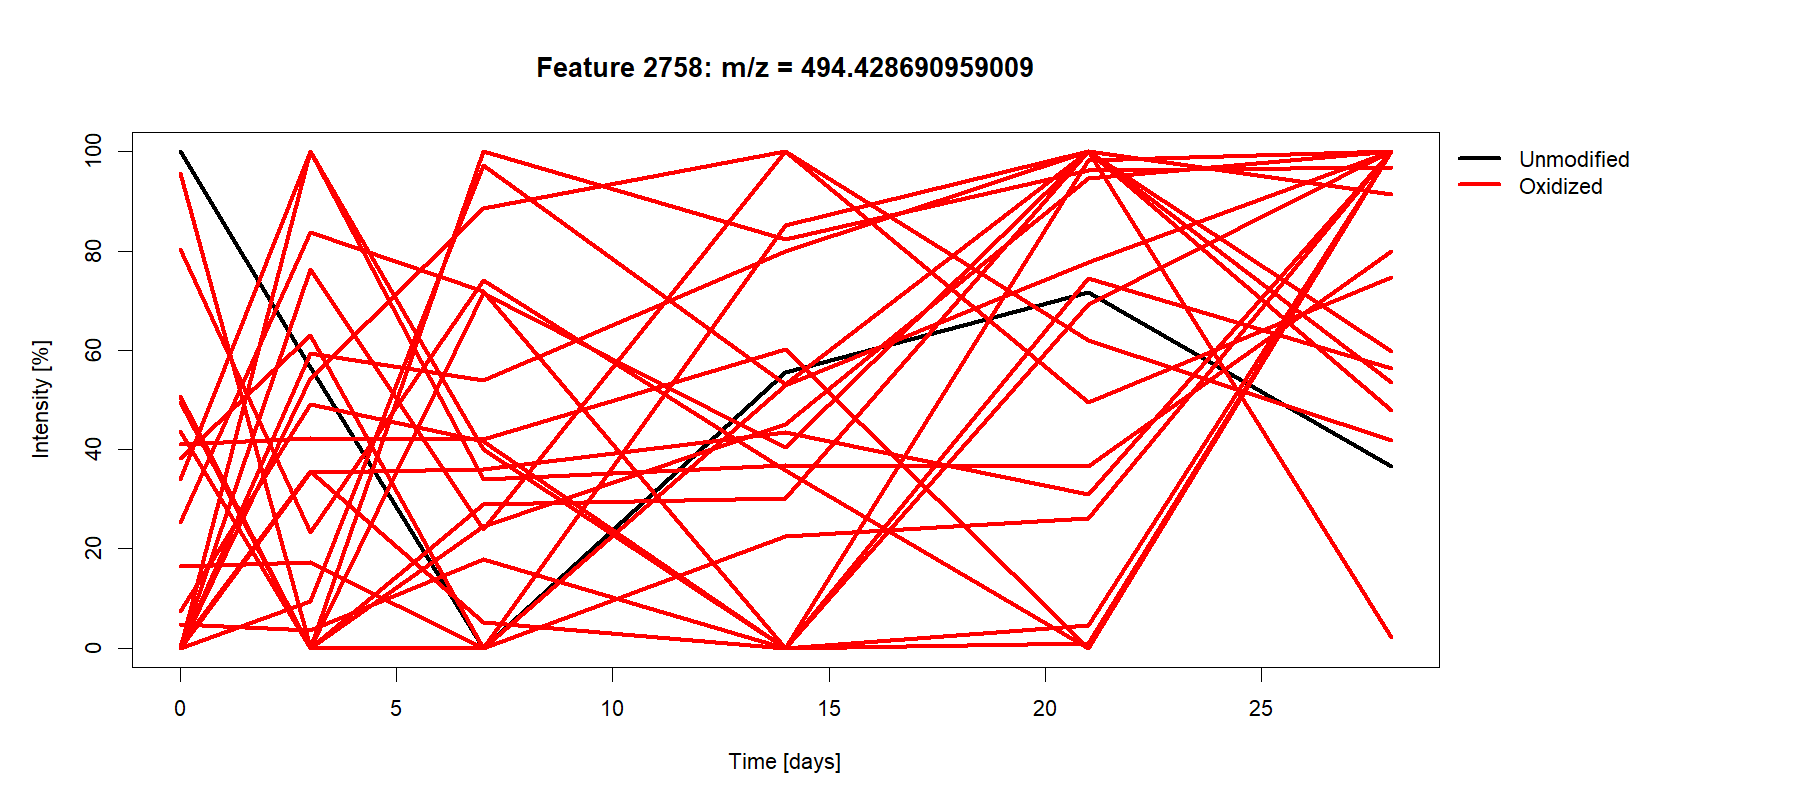 Feature 2758: m/z = 494.428690959009
Unmodified
Oxidized
Intensity [%]
100
80
60
40
20
0
0 5 10 15 20 25
Time [days]